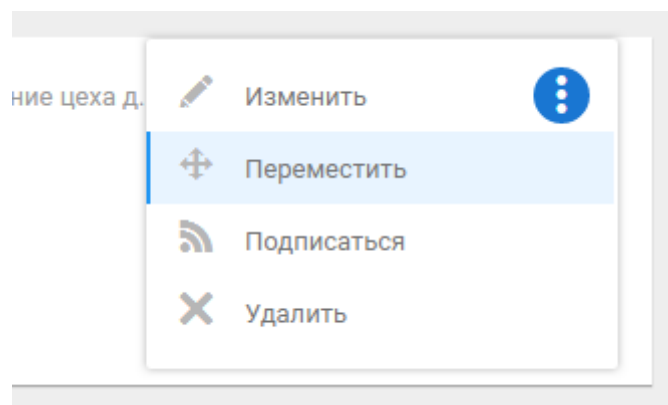 ние цеха д.
Изменить
Переместить
Подписаться
Удалить